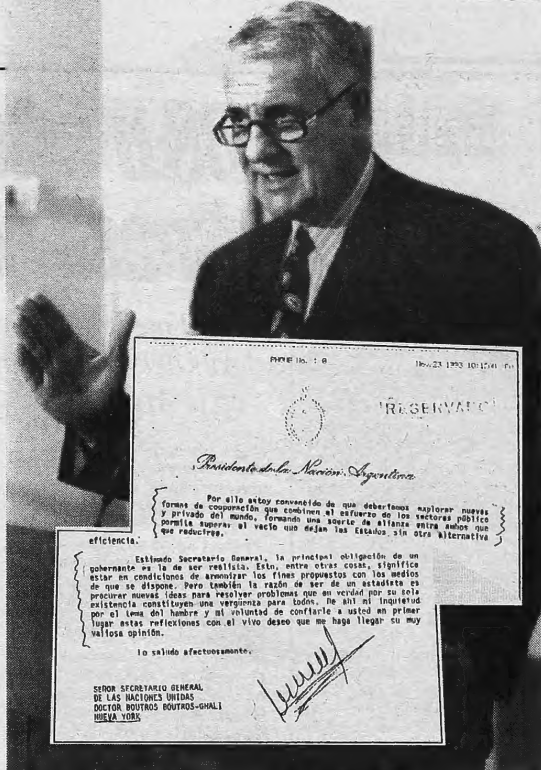 PHONE No. : 0
Nov. 23 1993 10:15AM
RESERVADO
Presidente de la Nación Argentina
Por ello estoy convencido de que deberíamos explorar nuevas
formas de cooperación que combinen el esfuerzo de los sectores público
y privado del mundo, formando una suerte de alianza entre ambos que
permita superar el vacío que dejan los Estados, sin otra alternativa
que reducirse.
eficiencia.
Estimado Secretario General, la principal obligación de un
gobernante es la de ser realista. Esto, entre otras cosas, significa
estar en condiciones de armonizar los fines propuestos con los medios
de que se dispone. Pero también la razón de ser de un estadista es
procurar nuevas ideas para resolver problemas que en verdad por su sola
existencia constituyen una vergüenza para todos. De ahí mi inquietud
por el tema del hambre y mi voluntad de confiarle a usted en primer
lugar estas reflexiones con el vivo deseo que me haga llegar su muy
valiosa opinión.
lo saludo afectuosamente.
SEÑOR SECRETARIO GENERAL
DE LAS NACIONES UNIDAS
DOCTOR BOUTROS BOUTROS-GHALI
NUEVA YORK